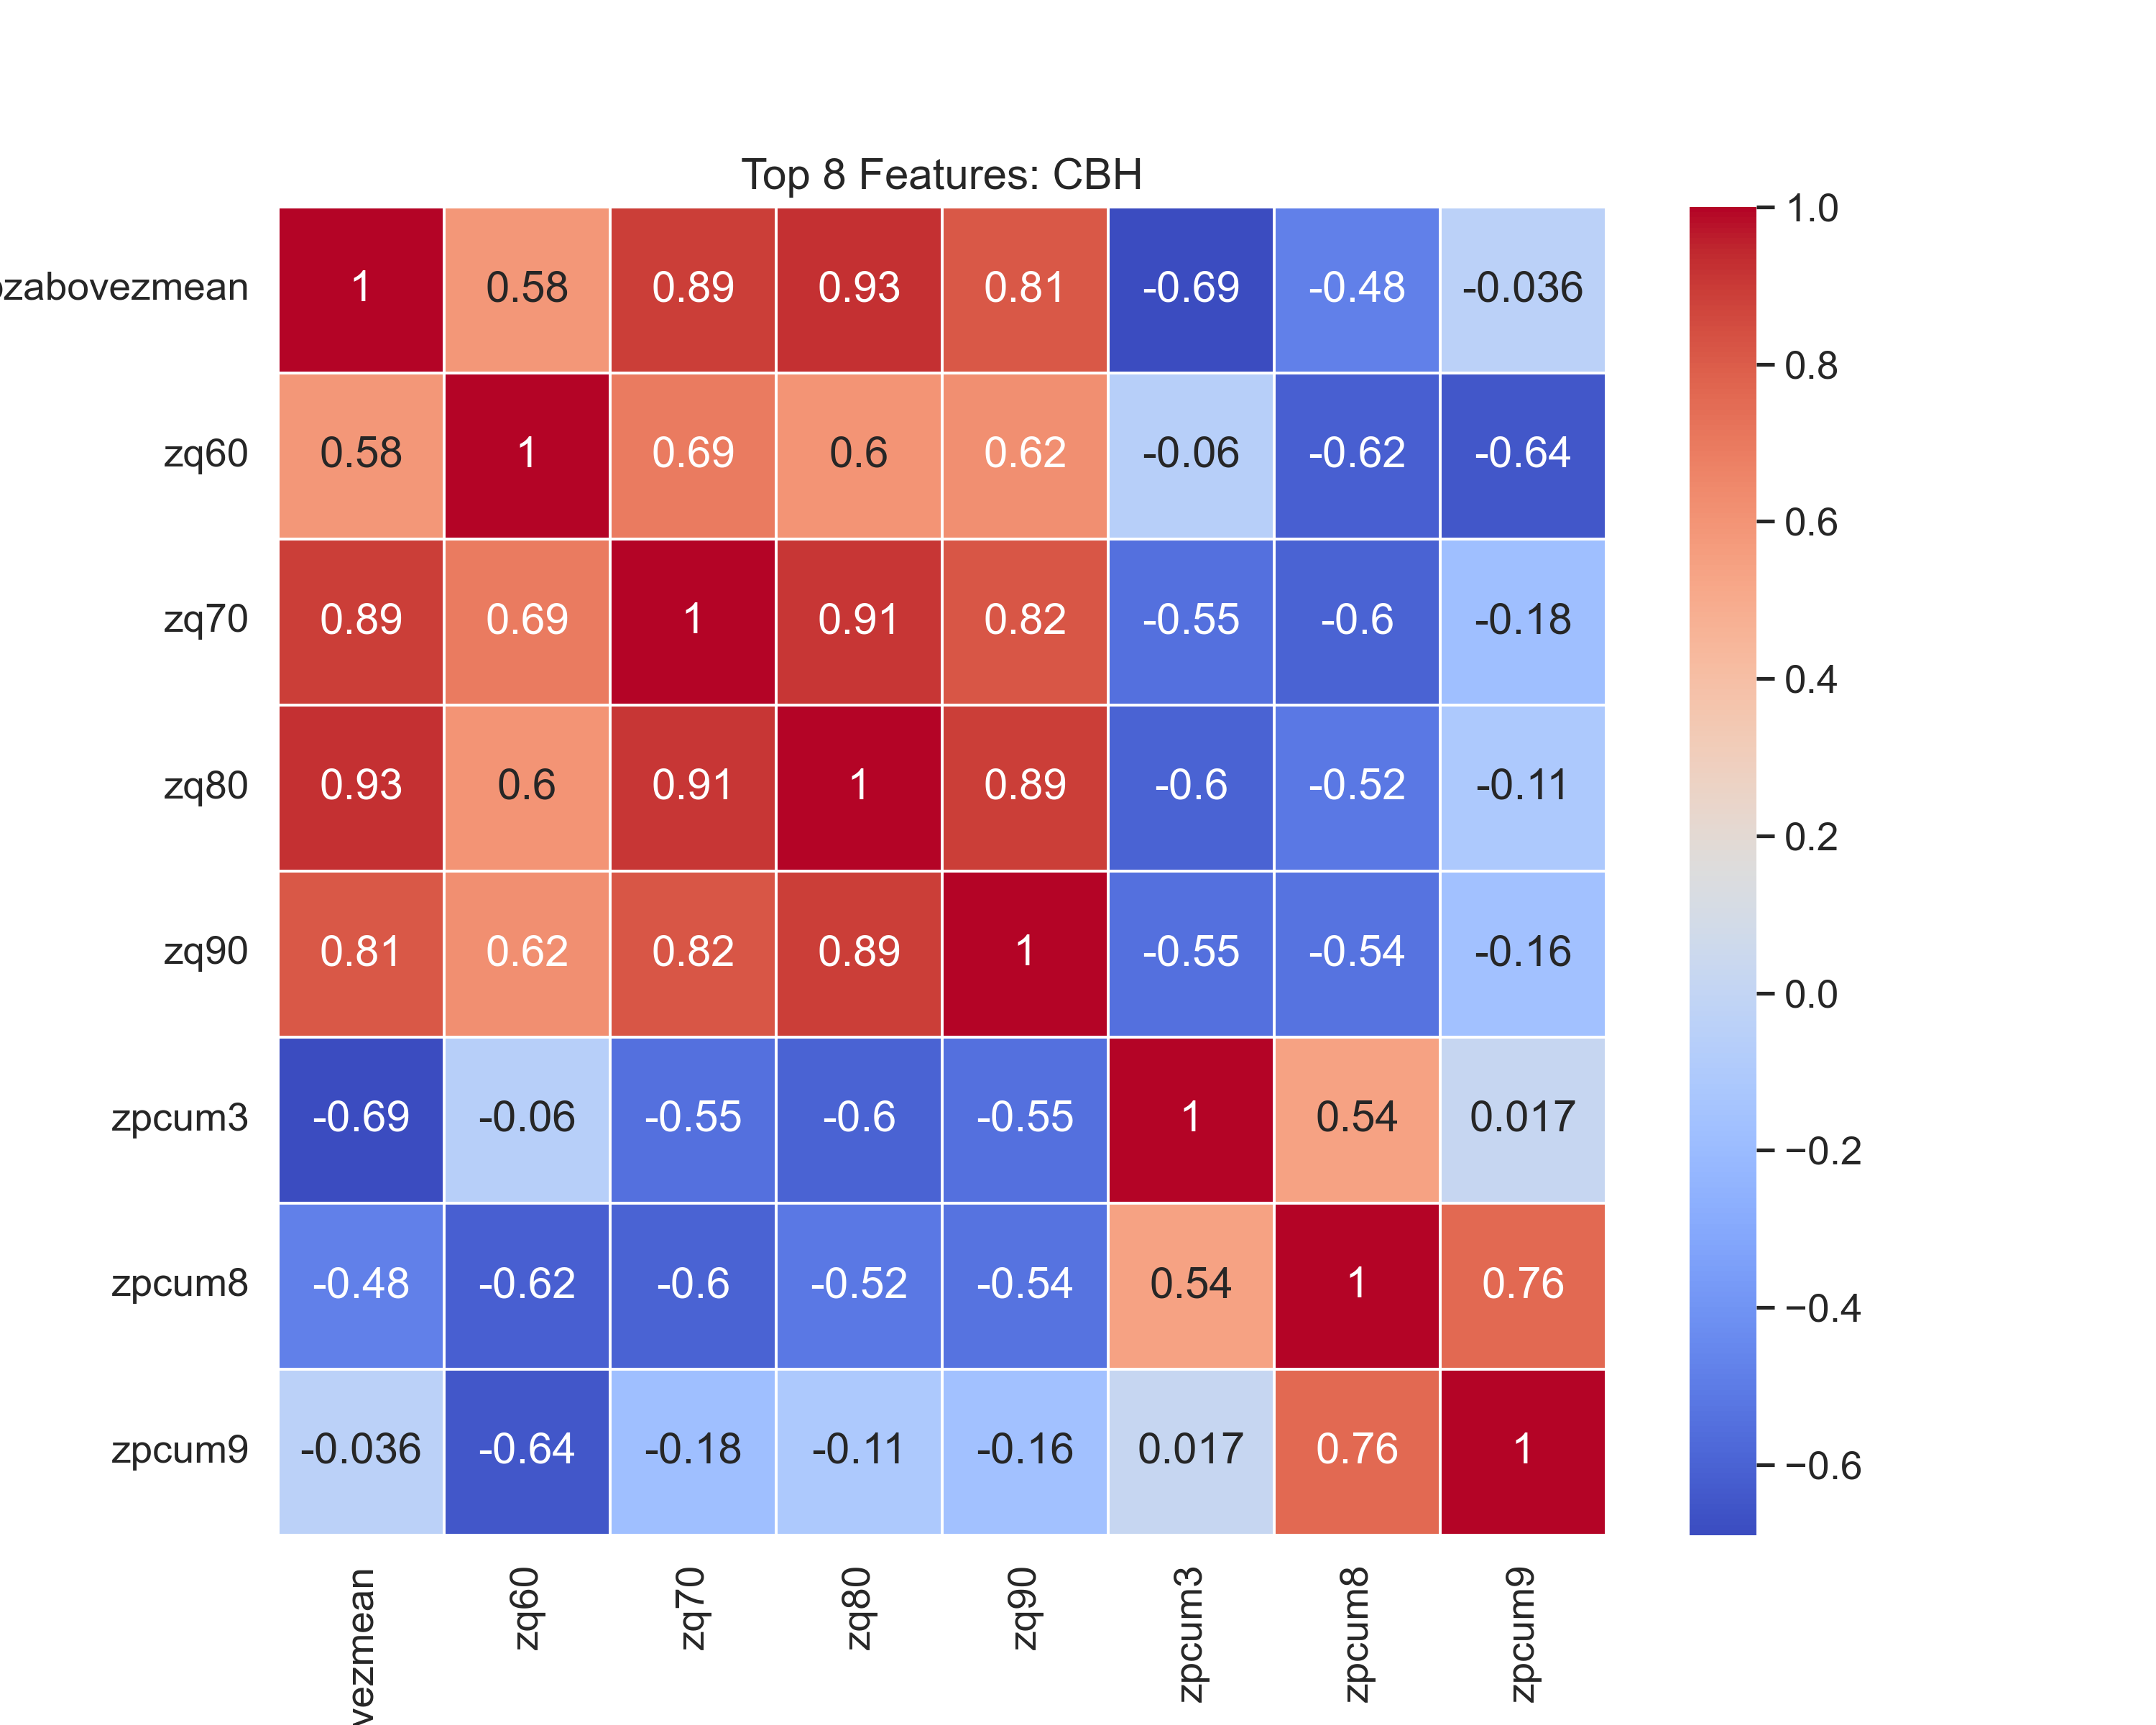 Top 8 Features: CBH
zabovezmean 1 0.58 0.89 0.93 0.81 -0.69 -0.48 -0.036
zq60 0.58 1 0.69 0.6 0.62 -0.06 -0.62 -0.64
zq70 0.89 0.69 1 0.91 0.82 -0.55 -0.6 -0.18
zq80 0.93 0.6 0.91 1 0.89 -0.6 -0.52 -0.11
zq90 0.81 0.62 0.82 0.89 1 -0.55 -0.54 -0.16
zpcum3 -0.69 -0.06 -0.55 -0.6 -0.55 1 0.54 0.017
zpcum8 -0.48 -0.62 -0.6 -0.52 -0.54 0.54 1 0.76
zpcum9 -0.036 -0.64 -0.18 -0.11 -0.16 0.017 0.76 1
vezmean zq60 zq70 zq80 zq90 zpcum3 zpcum8 zpcum9
1.0
0.8
0.6
0.4
0.2
0.0
−0.2
−0.4
−0.6